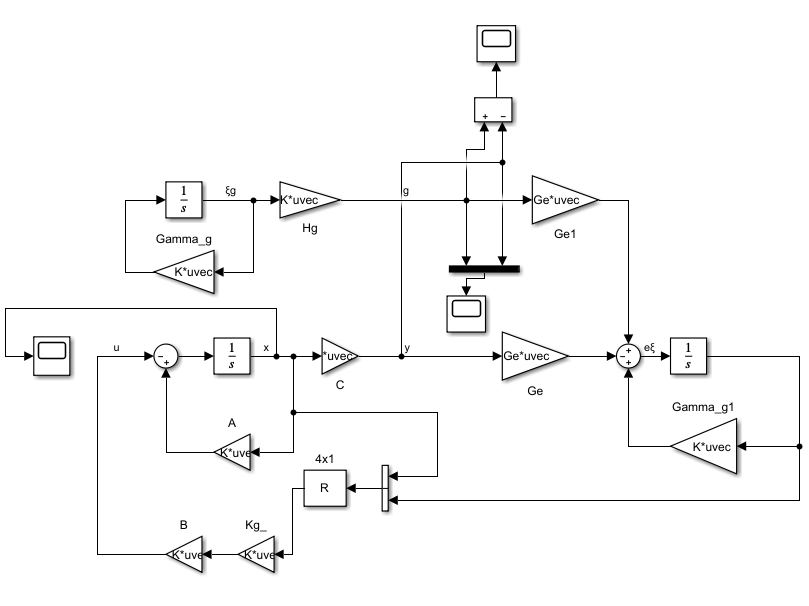 + −
1
s
ξg
K*uvec
g
Ge*uvec
Hg
Ge1
Gamma_g
K*uvec
u
− +
1
s
x
*uvec
y
Ge*uvec
+
− +
eξ
1
s
C
Ge
Gamma_g1
A
K*uve
K*uvec
4x1
R
B
Kg_
K*uve
K*uve